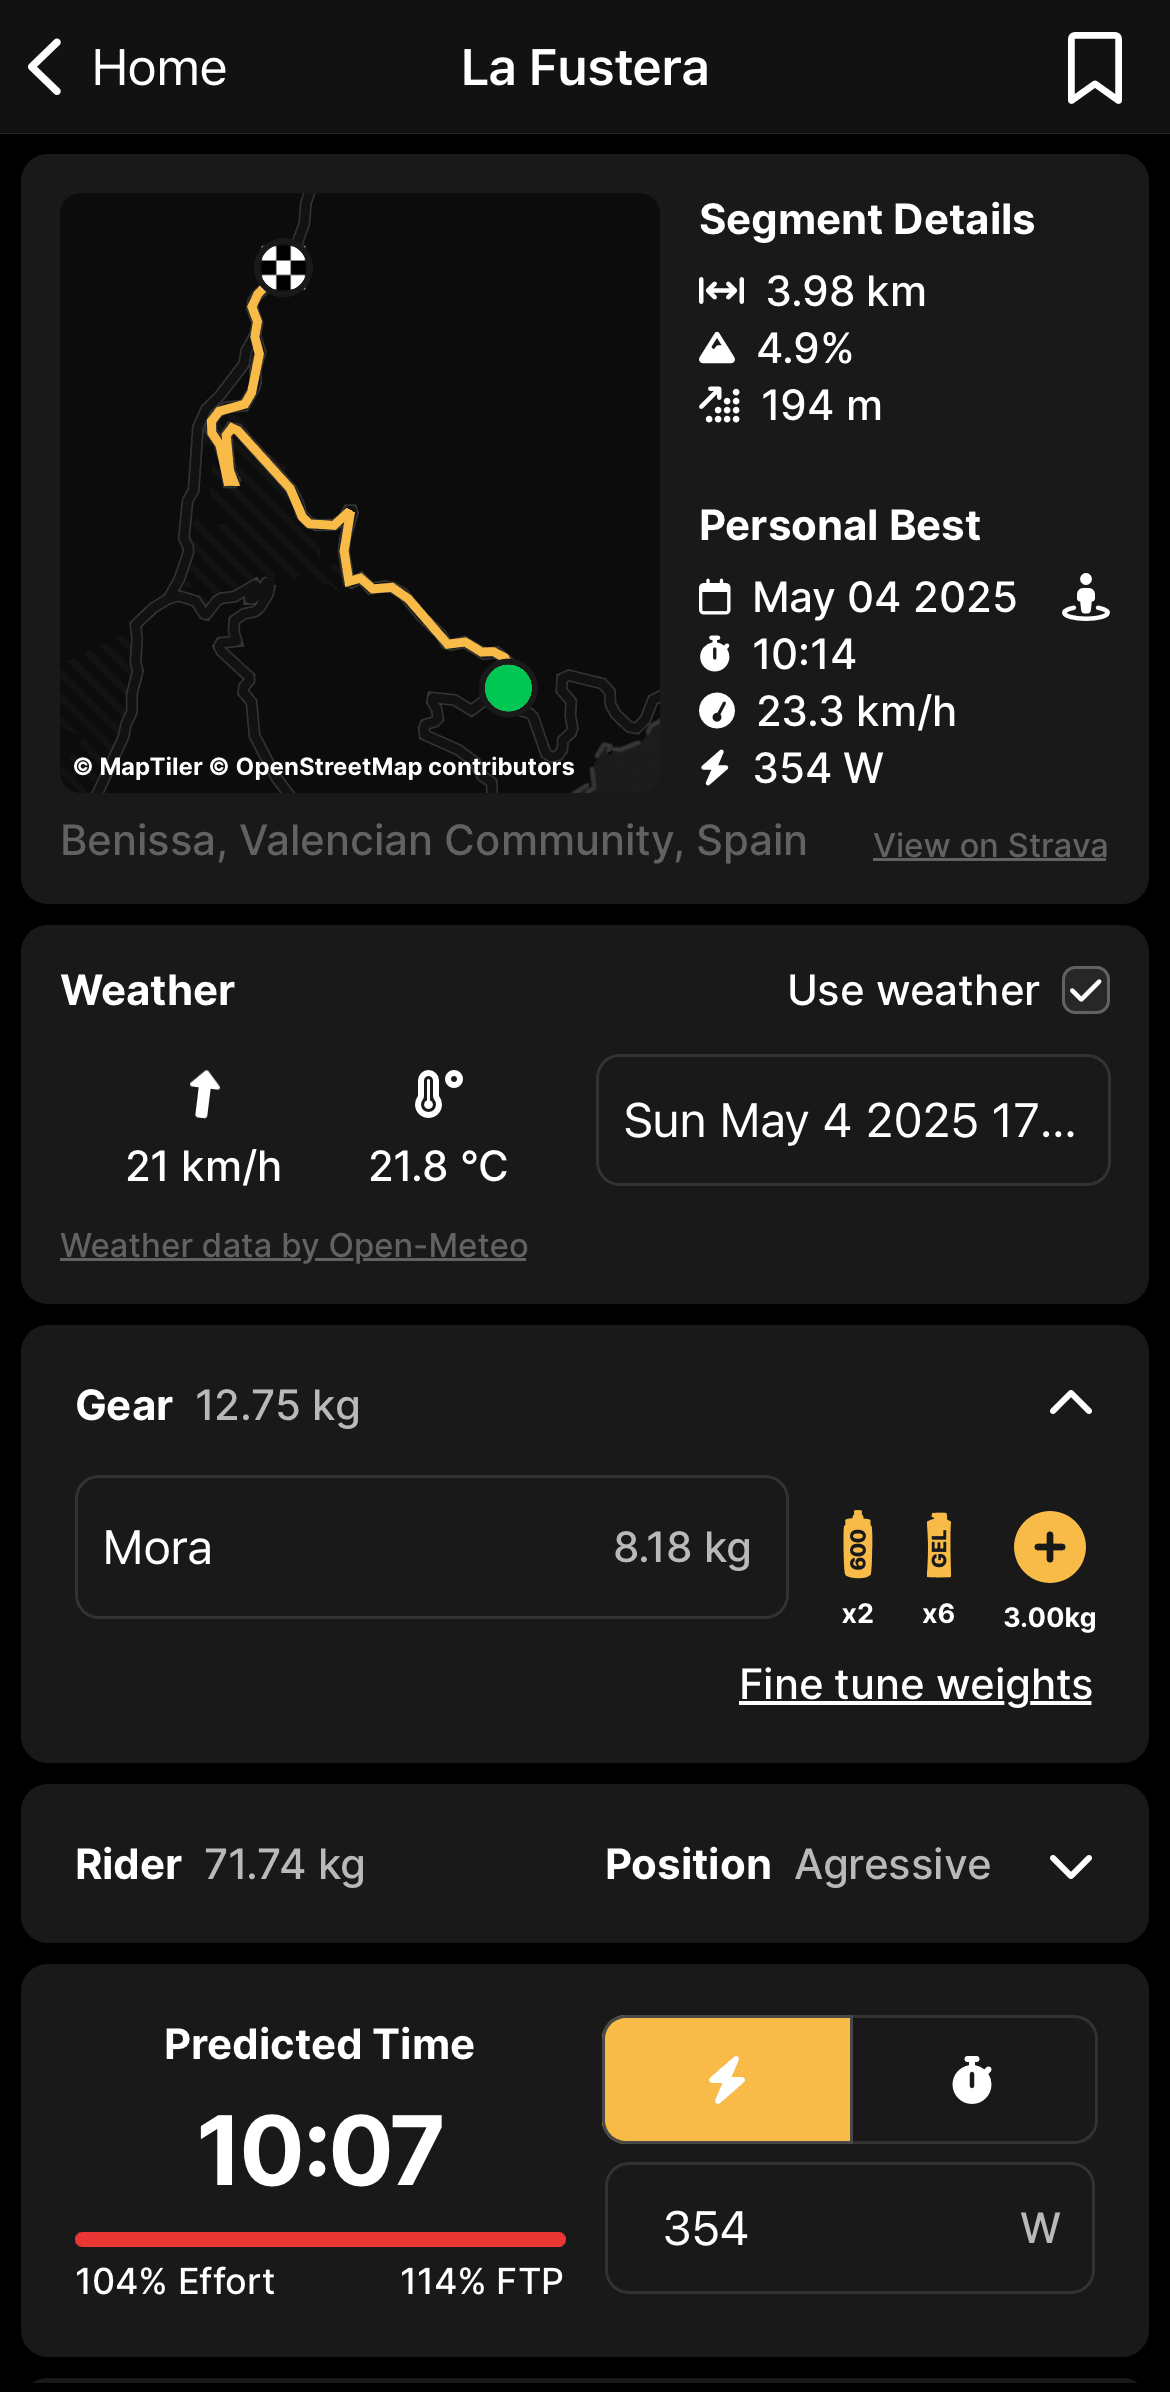 Home
La Fustera
Segment Details
3.98 km
4.9%
194 m
Personal Best
May 04 2025
10:14
23.3 km/h
354 W
© MapTiler © OpenStreetMap contributors
Benissa, Valencian Community, Spain
View on Strava
Weather
Use weather
21 km/h
21.8 °C
Sun May 4 2025 17...
Weather data by Open-Meteo
Gear 12.75 kg
Mora 8.18 kg
600
GEL
x2
x6
3.00kg
Fine tune weights
Rider 71.74 kg
Position Agressive
Predicted Time
10:07
104% Effort
114% FTP
354 W